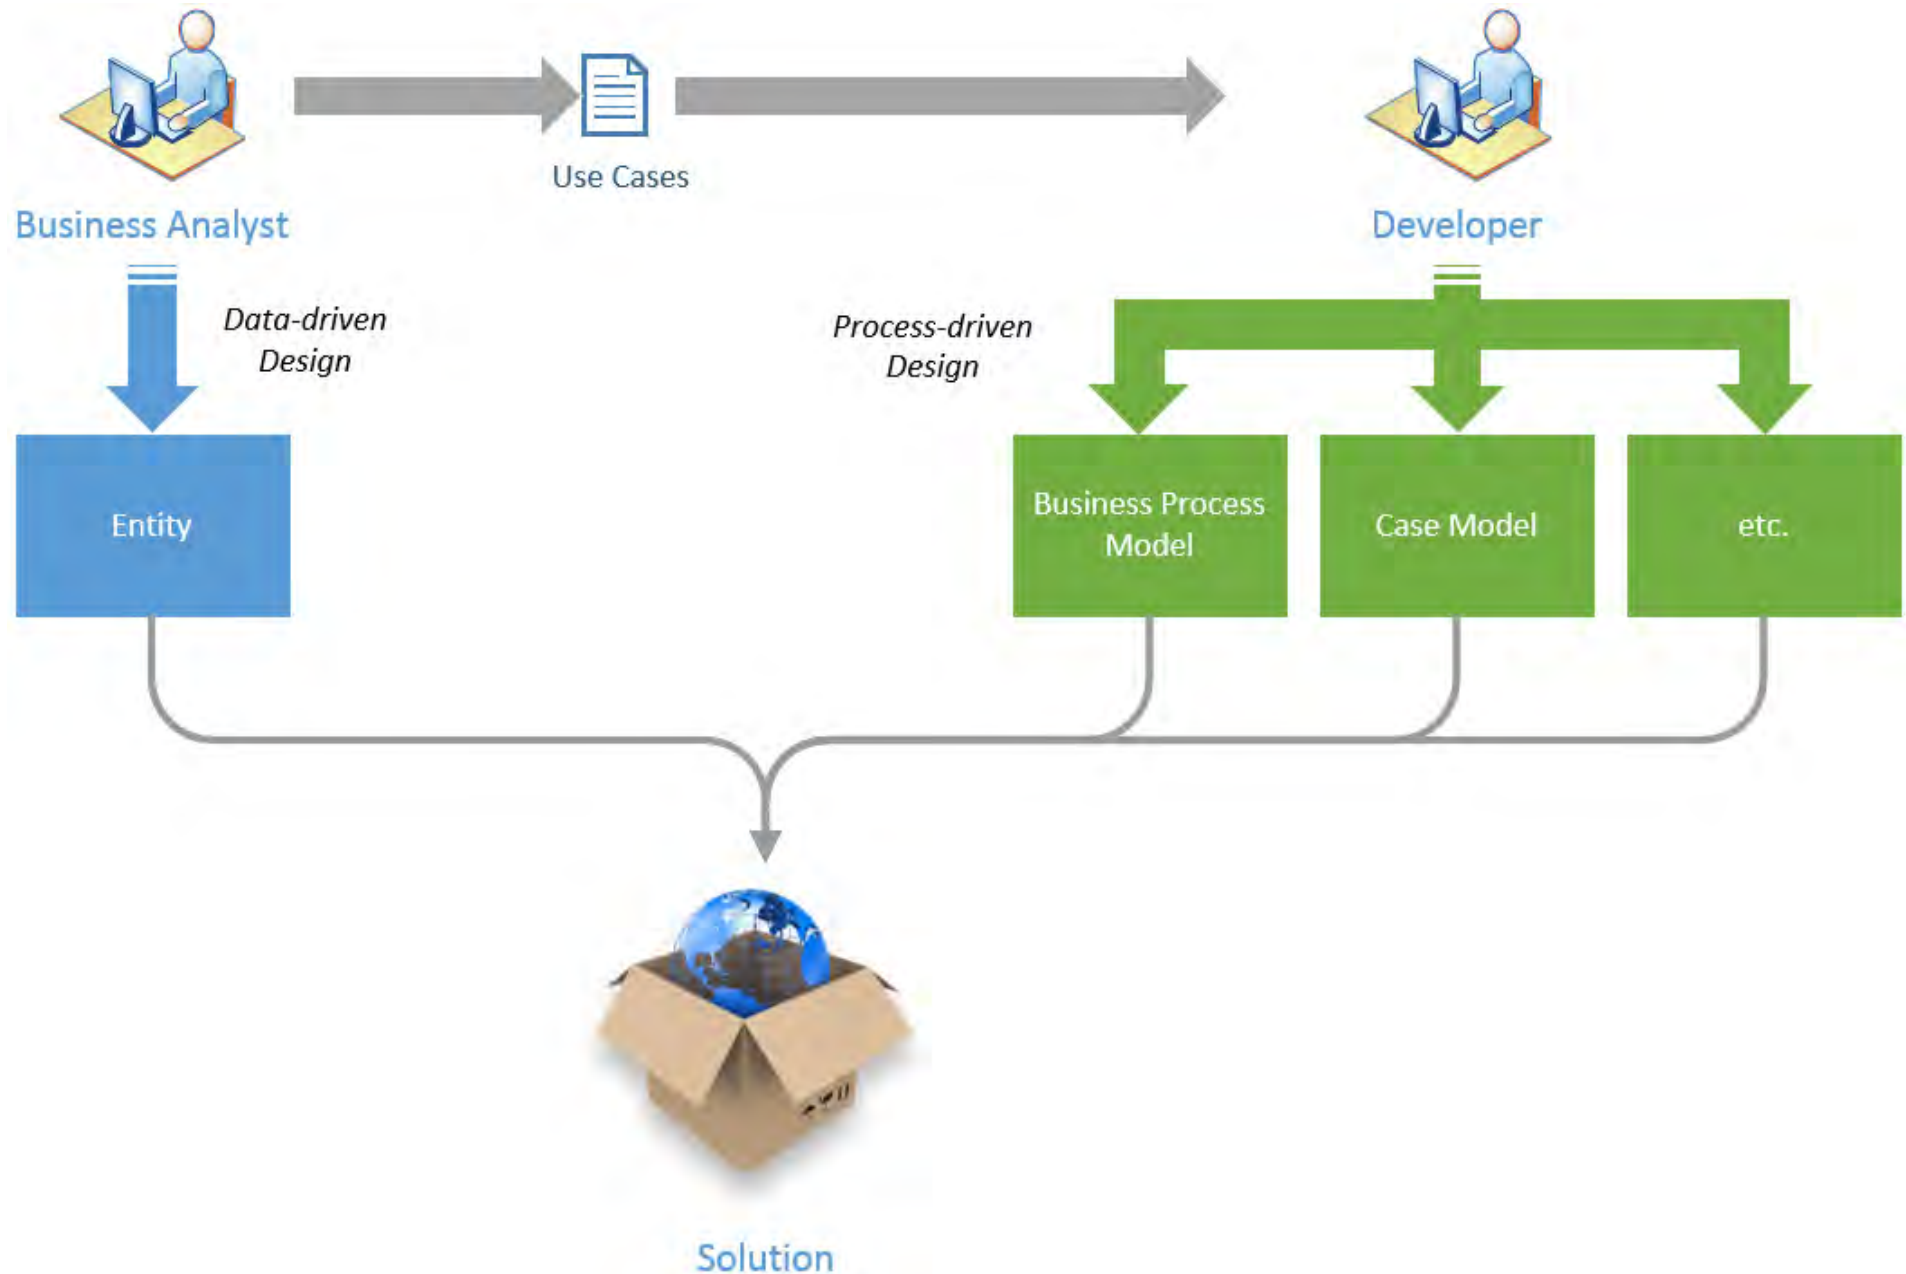 Use Cases
Business Analyst
Developer
Data-driven
Design
Process-driven
Design
Entity
Business Process
Model
Case Model
etc.
Solution